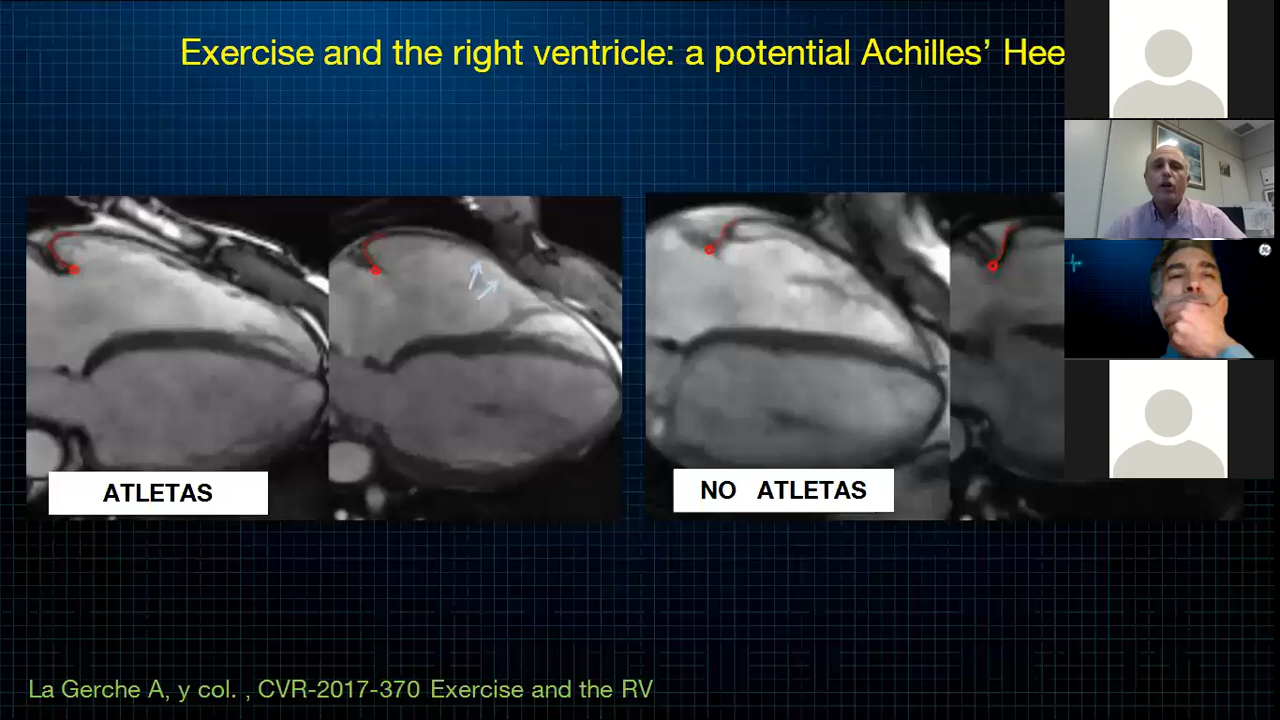 Exercise and the right ventricle: a potential Achilles’ Hee
ATLETAS
NO ATLETAS
La Gerche A, y col. , CVR-2017-370 Exercise and the RV